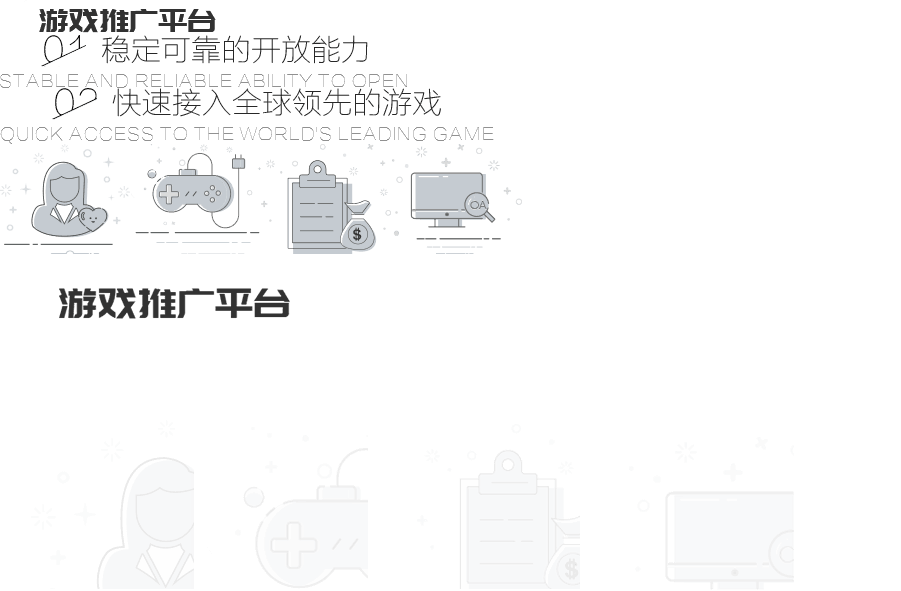 游戏推广平台
01 稳定可靠的开放能力
STABLE AND RELIABLE ABILITY TO OPEN
02 快速接入全球领先的游戏
QUICK ACCESS TO THE WORLD'S LEADING GAME
$
OA
游戏推广平台
$